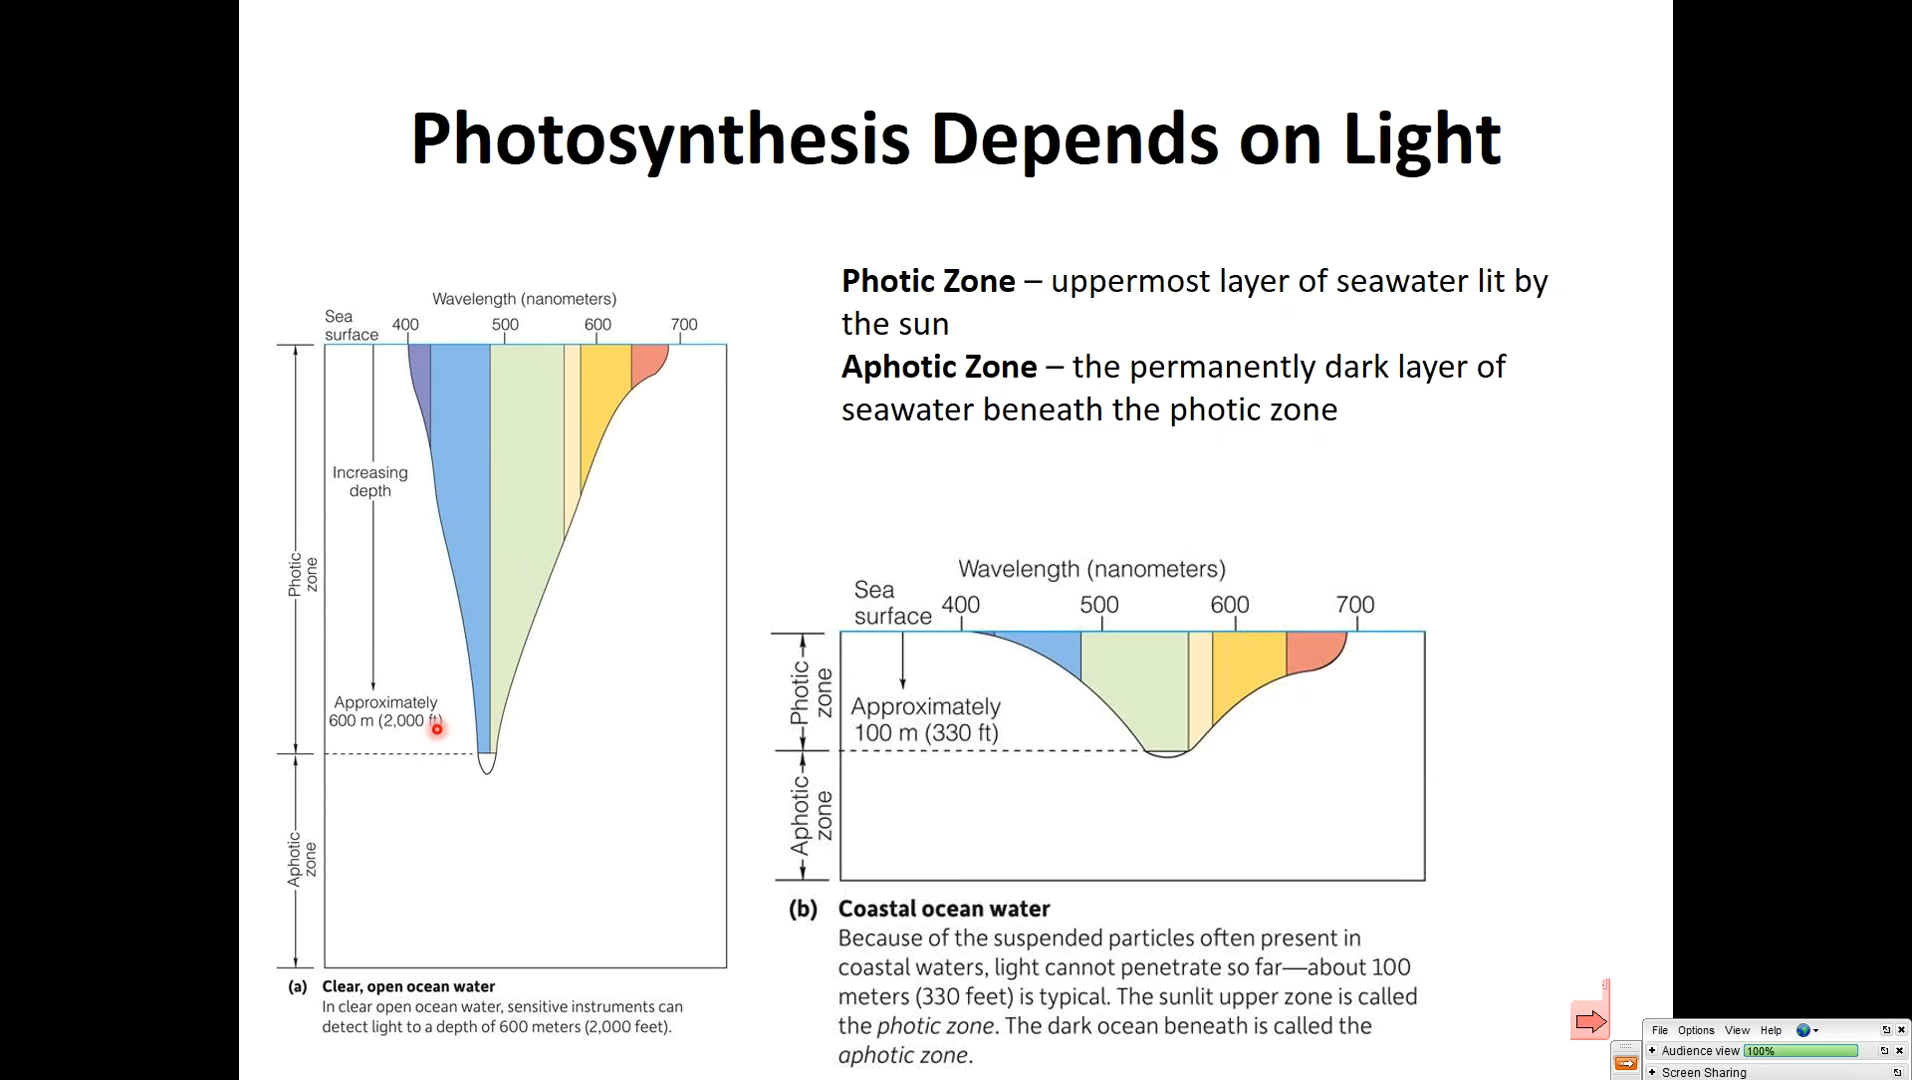 Photosynthesis Depends on Light
Photic Zone – uppermost layer of seawater lit by
the sun
Aphotic Zone – the permanently dark layer of
seawater beneath the photic zone
Wavelength (nanometers)
Sea
surface
400 500 600 700
Increasing
depth
Photic
zone
Approximately
600 m (2,000 ft)
Aphotic
zone
(a) Clear, open ocean water
In clear open ocean water, sensitive instruments can
detect light to a depth of 600 meters (2,000 feet).
Wavelength (nanometers)
Sea
surface
400 500 600 700
Photic
zone
Approximately
100 m (330 ft)
Aphotic
zone
(b) Coastal ocean water
Because of the suspended particles often present in
coastal waters, light cannot penetrate so far—about 100
meters (330 feet) is typical. The sunlit upper zone is called
the photic zone. The dark ocean beneath is called the
aphotic zone.
File Options View Help
Audience view 100%
Screen Sharing